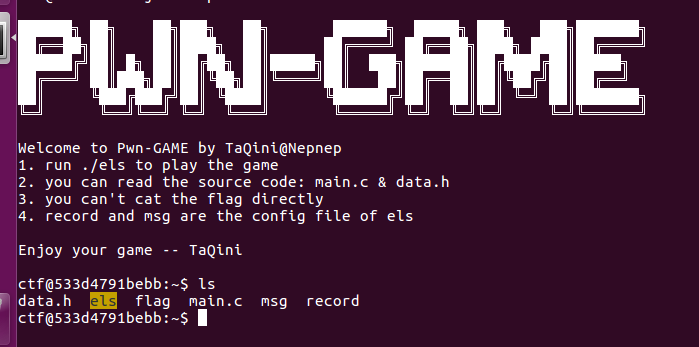 PWN-GAME
Welcome to Pwn-GAME by TaQini@Nepnep
1. run ./els to play the game
2. you can read the source code: main.c & data.h
3. you can't cat the flag directly
4. record and msg are the config file of els
Enjoy your game -- TaQini
ctf@533d4791bebb:~$ ls
data.h els flag main.c msg record
ctf@533d4791bebb:~$